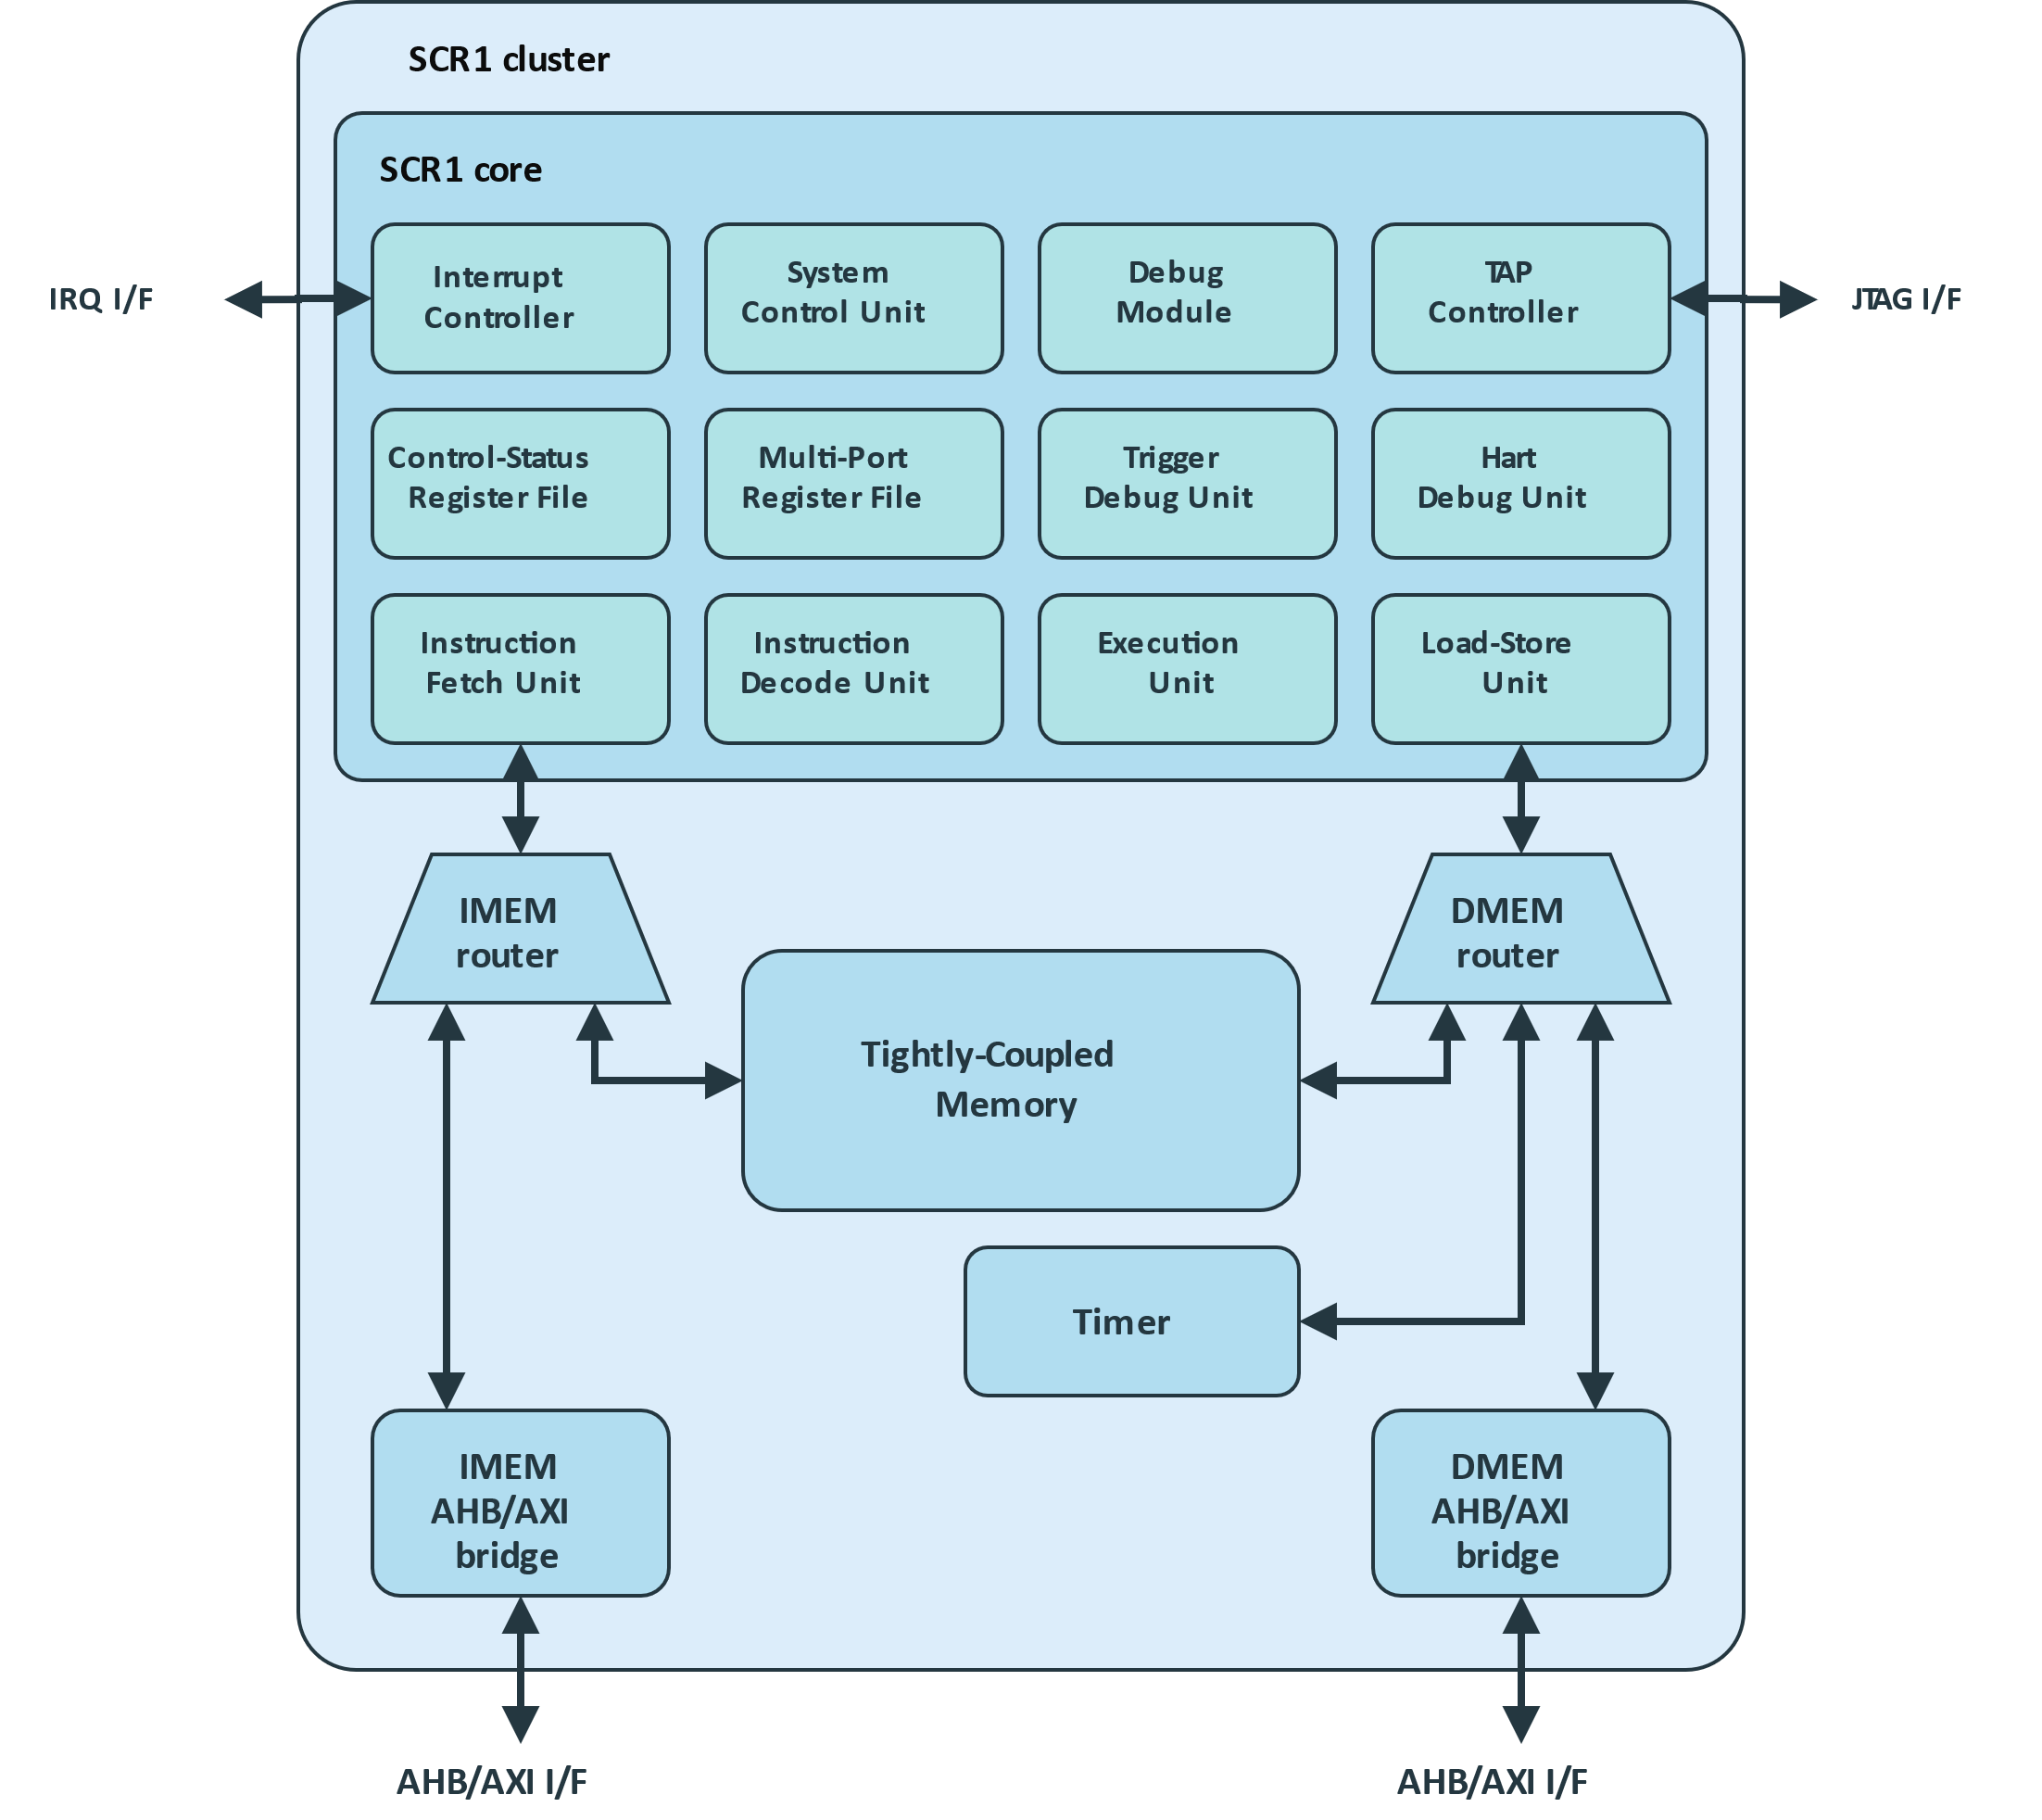 SCR1 cluster
SCR1 core
IRQ I/F
Interrupt
Controller
System
Control Unit
Debug
Module
TAP
Controller
JTAG I/F
Control-Status
Register File
Multi-Port
Register File
Trigger
Debug Unit
Hart
Debug Unit
Instruction
Fetch Unit
Instruction
Decode Unit
Execution
Unit
Load-Store
Unit
IMEM
router
DMEM
router
Tightly-Coupled
Memory
Timer
IMEM
AHB/AXI
bridge
DMEM
AHB/AXI
bridge
AHB/AXI I/F
AHB/AXI I/F